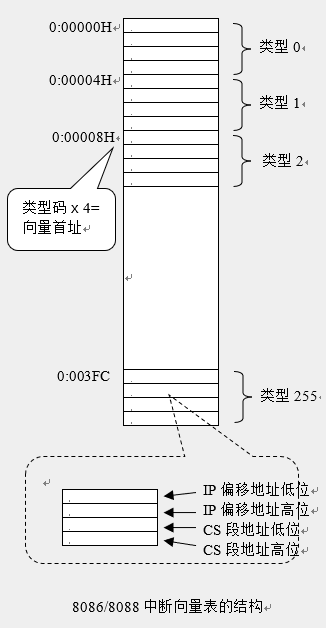 0:00000H
类型 0
0:00004H
类型 1
0:00008H
类型 2
类型码 x 4=
向量首址
0:003FC
类型 255
IP 偏移地址低位
IP 偏移地址高位
CS 段地址低位
CS 段地址高位
8086/8088 中断向量表的结构